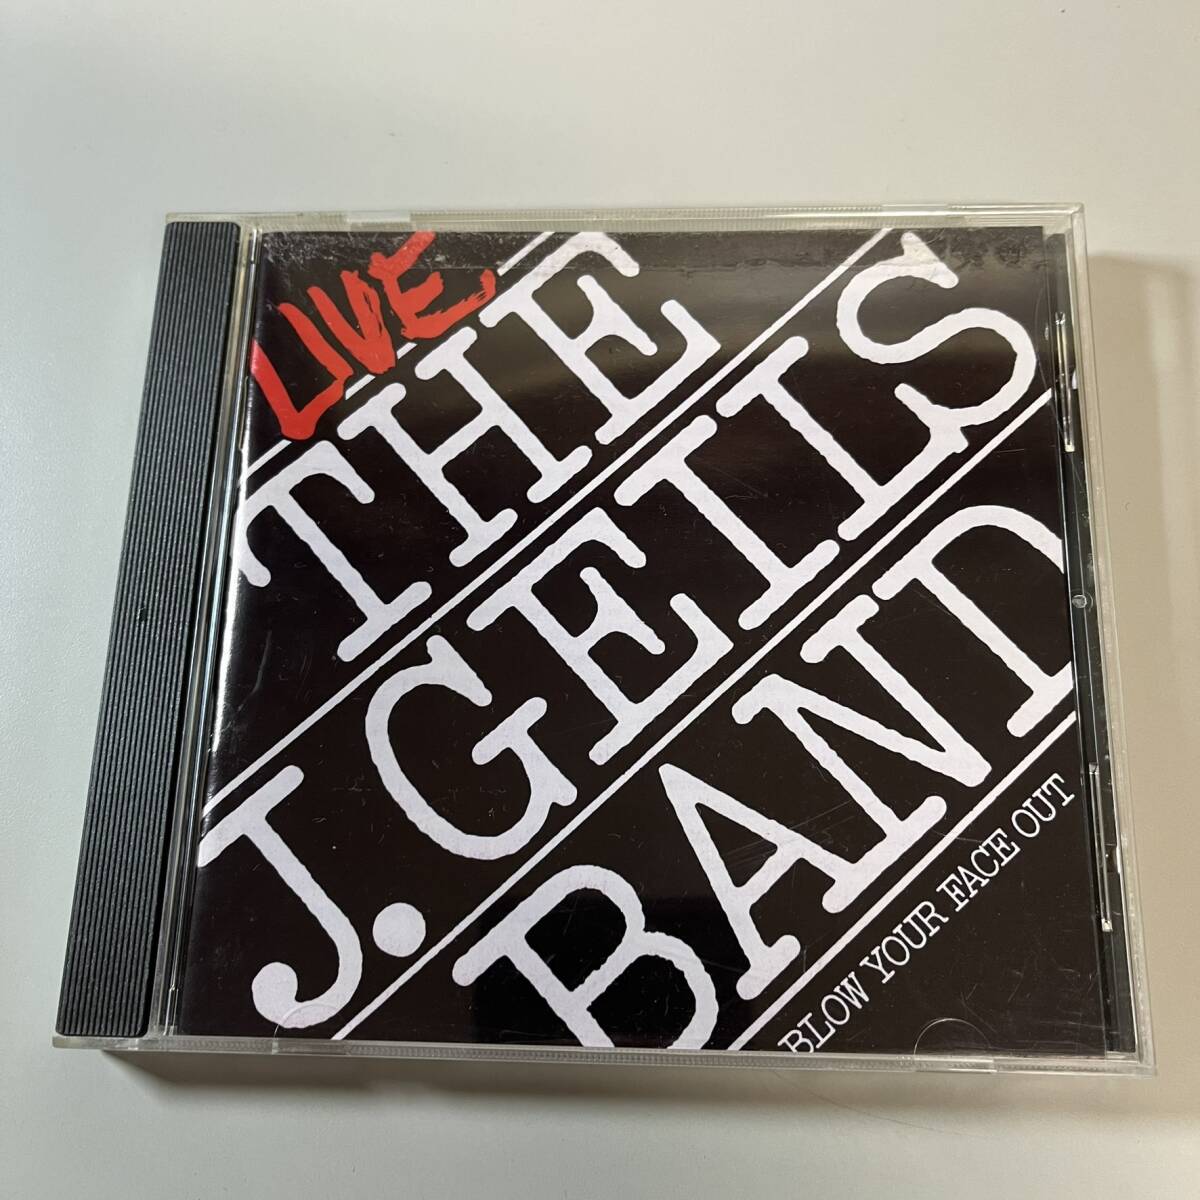 LIVE
THE
J. GEILS
BAND
BLOW YOUR FACE OUT